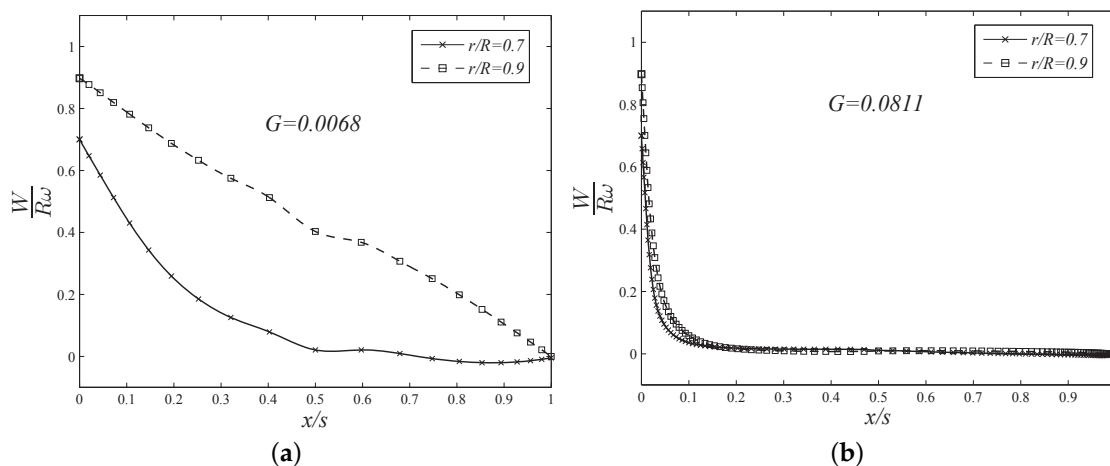 1
0.8
0.6
0.4
0.2
0
W
Rω
G=0.0068
r/R=0.7
r/R=0.9
0 0.1 0.2 0.3 0.4 0.5 0.6 0.7 0.8 0.9 1
x/s
(a)
1
0.8
0.6
0.4
0.2
0
W
Rω
G=0.0811
r/R=0.7
r/R=0.9
0 0.1 0.2 0.3 0.4 0.5 0.6 0.7 0.8 0.9
x/s
(b)